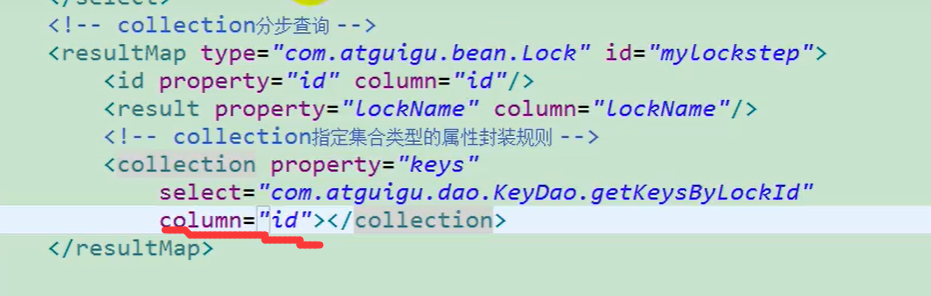 </select>
<!-- collection分步查询 -->
<resultMap type="com.atguigu.bean.Lock" id="mylockstep">
<id property="id" column="id"/>
<result property="lockName" column="lockName"/>
<!-- collection指定集合类型的属性封装规则 -->
<collection property="keys"
select="com.atguigu.dao.KeyDao.getKeysByLockId"
column="id"></collection>
</resultMap>